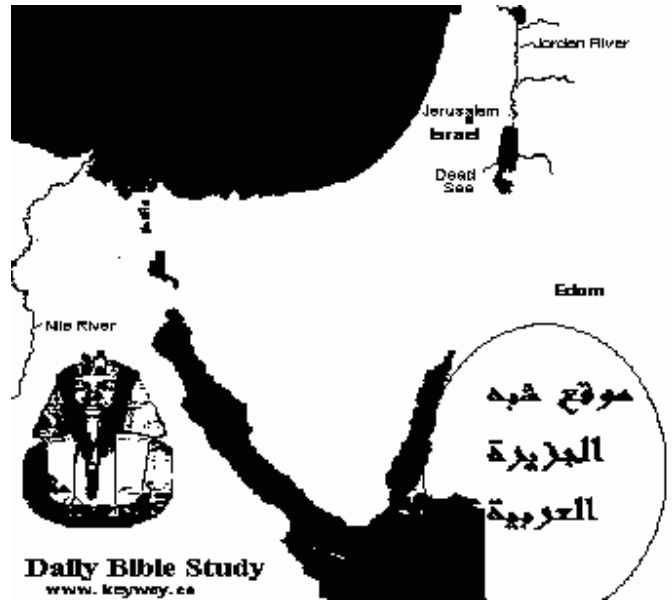 Jordan River
Jerusalem
Israel
Dead
Sea
Edom
Nile River
موقع شبه
الجزيرة
العربية
Daily Bible Study
www.keyway.ca